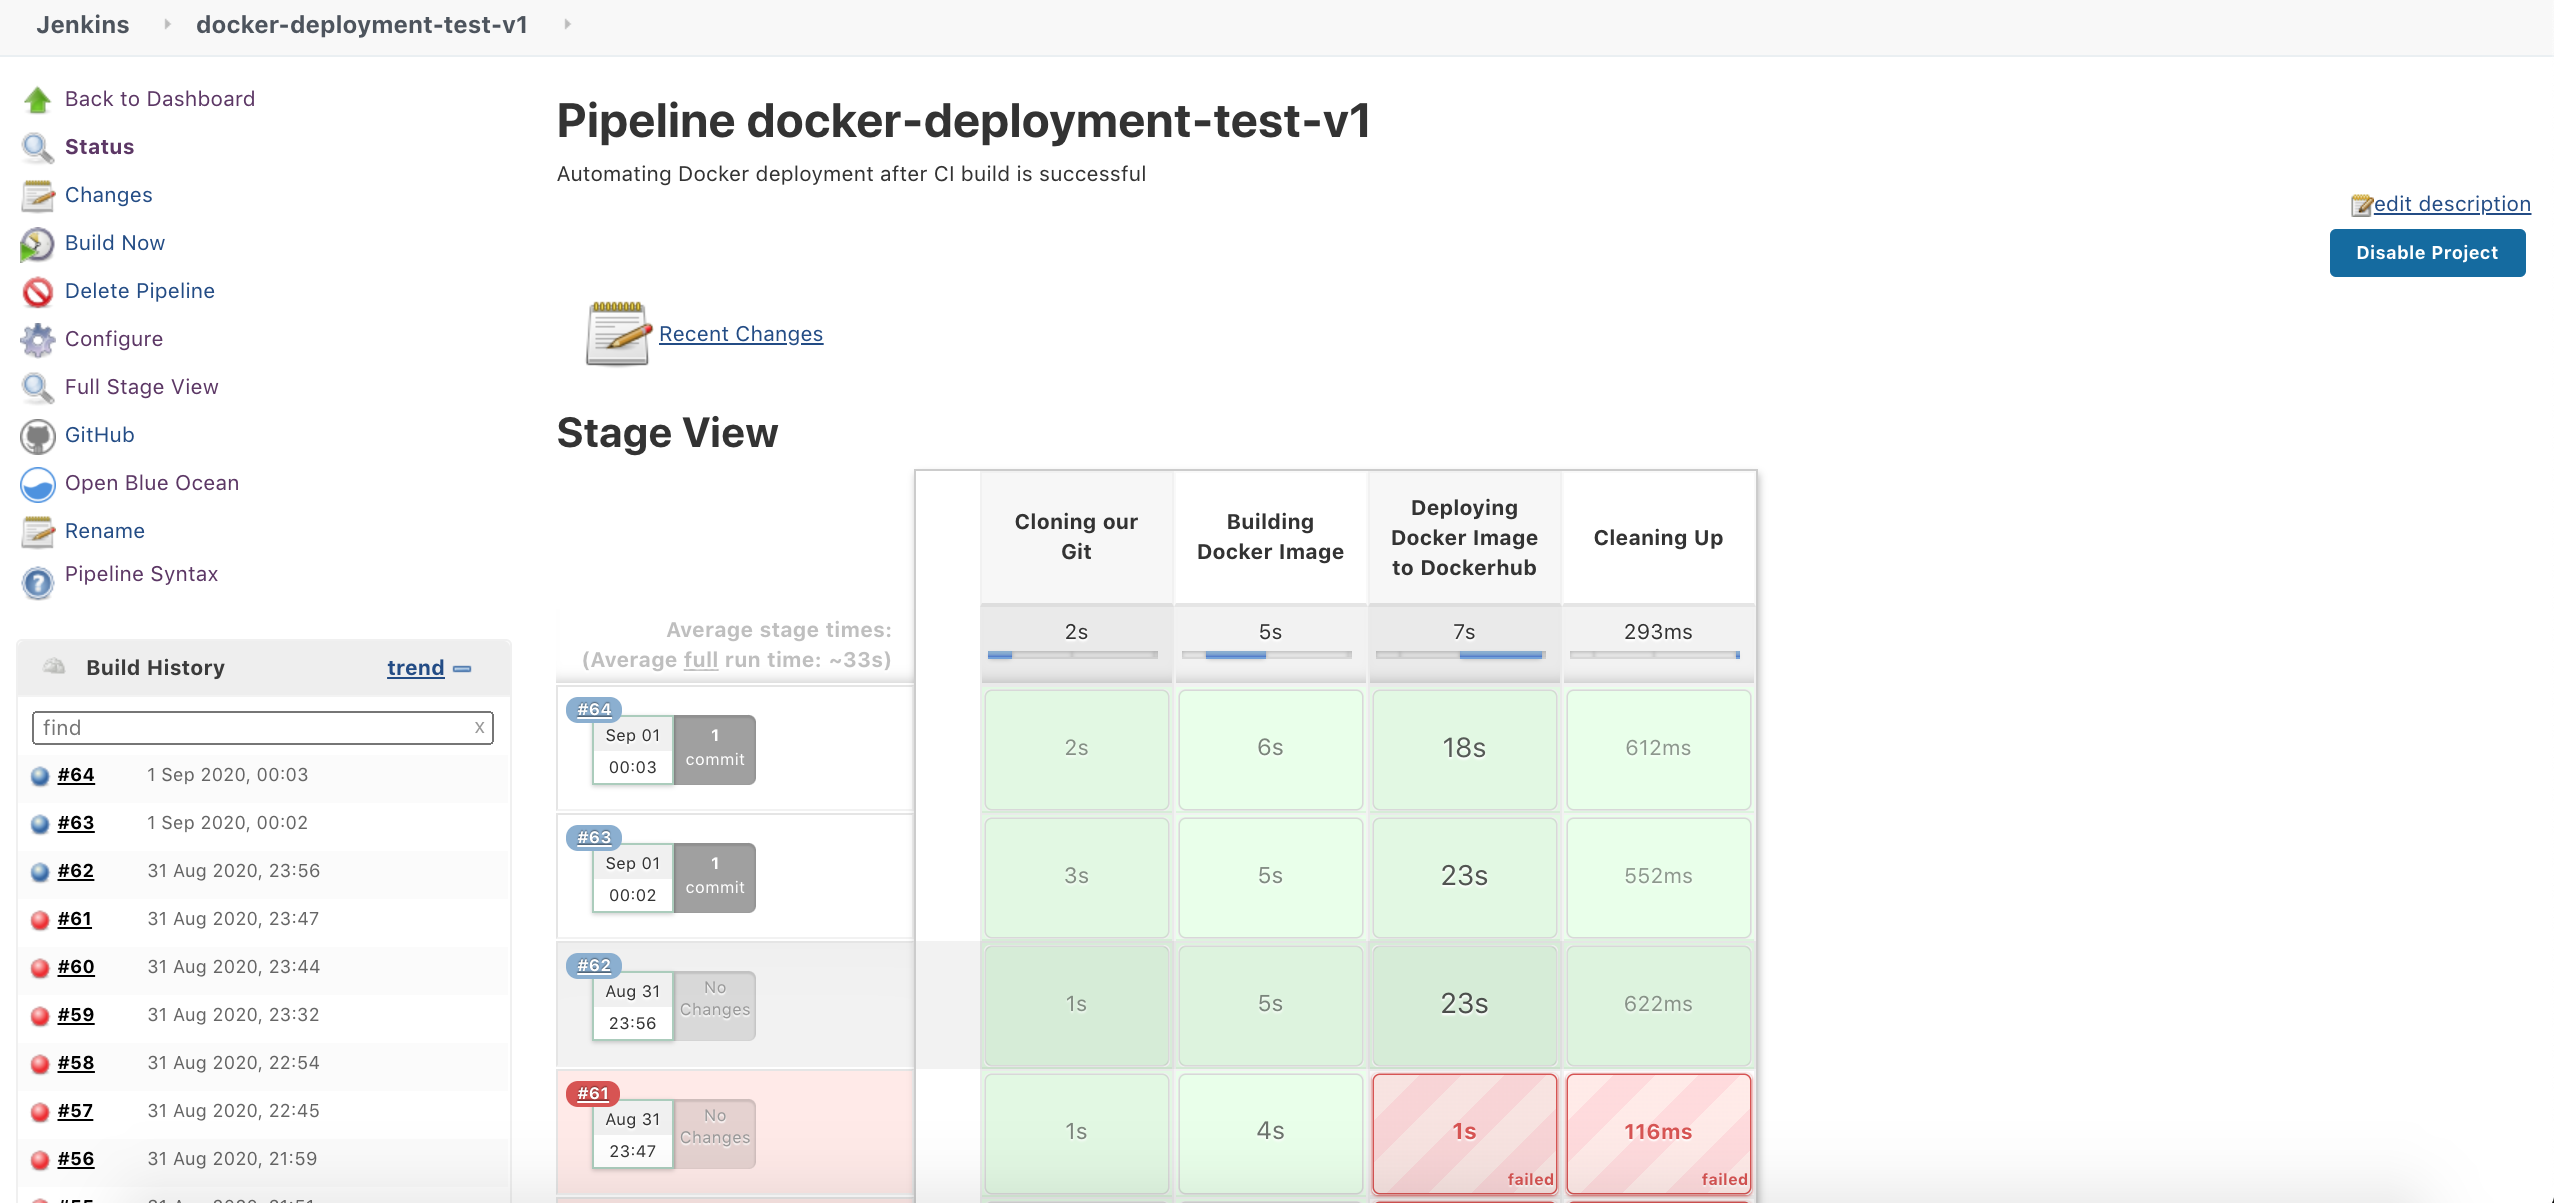 Jenkins docker-deployment-test-v1
Back to Dashboard
Status
Changes
Build Now
Delete Pipeline
Configure
Full Stage View
GitHub
Open Blue Ocean
Rename
Pipeline Syntax
Build History trend
find x
#64 1 Sep 2020, 00:03
#63 1 Sep 2020, 00:02
#62 31 Aug 2020, 23:56
#61 31 Aug 2020, 23:47
#60 31 Aug 2020, 23:44
#59 31 Aug 2020, 23:32
#58 31 Aug 2020, 22:54
#57 31 Aug 2020, 22:45
#56 31 Aug 2020, 21:59
Pipeline docker-deployment-test-v1
Automating Docker deployment after CI build is successful
edit description
Disable Project
Recent Changes
Stage View
Cloning our
Git
Building
Docker Image
Deploying
Docker Image
to Dockerhub
Cleaning Up
Average stage times:
(Average full run time: ~33s)
2s 5s 7s 293ms
#64
Sep 01
00:03
1
commit
2s 6s 18s 612ms
#63
Sep 01
00:02
1
commit
3s 5s 23s 552ms
#62
Aug 31
23:56
No
Changes
1s 5s 23s 622ms
#61
Aug 31
23:47
No
Changes
1s 4s 1s 116ms
failed failed